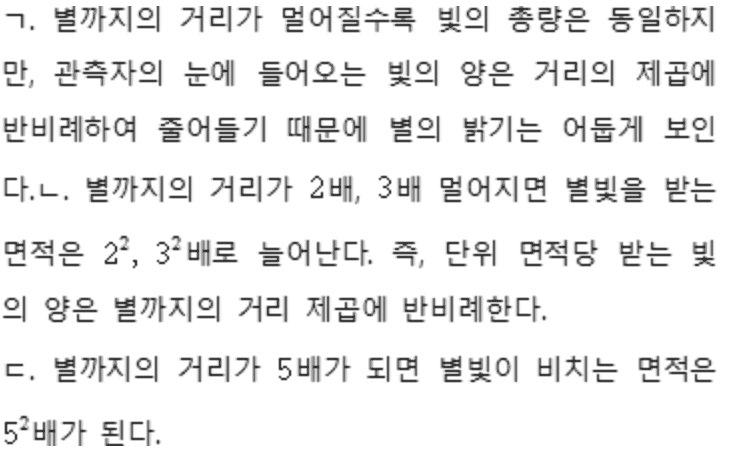 ㄱ. 별까지의 거리가 멀어질수록 빛의 총량은 동일하지
만, 관측자의 눈에 들어오는 빛의 양은 거리의 제곱에
반비례하여 줄어들기 때문에 별의 밝기는 어둡게 보인
다.ㄴ. 별까지의 거리가 2배, 3배 멀어지면 별빛을 받는
면적은 2², 3²배로 늘어난다. 즉, 단위 면적당 받는 빛
의 양은 별까지의 거리 제곱에 반비례한다.
ㄷ. 별까지의 거리가 5배가 되면 별빛이 비치는 면적은
5²배가 된다.